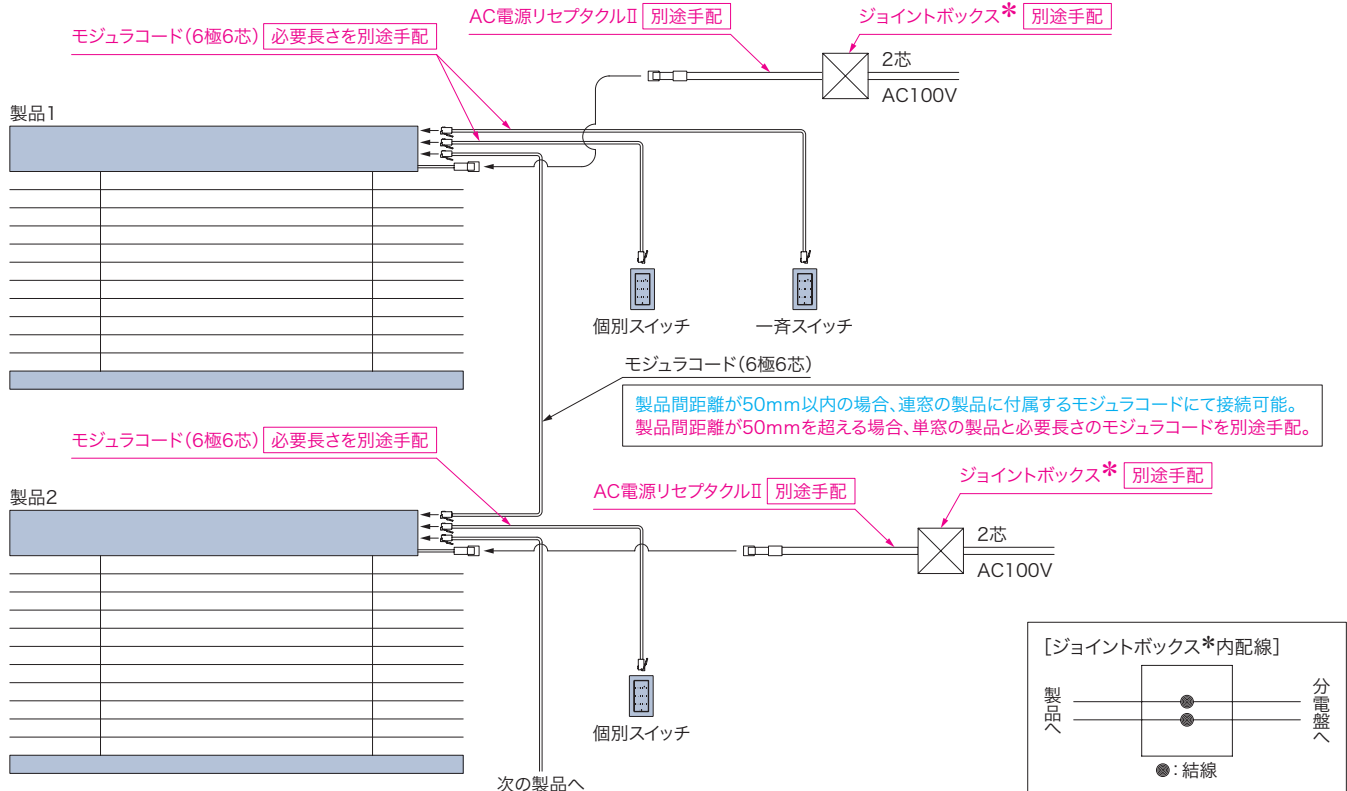 AC電源リセプタクルⅡ 別途手配
ジョイントボックス* 別途手配
モジュラコード(6極6芯) 必要長さを別途手配
2芯
AC100V
製品1
個別スイッチ
一斉スイッチ
モジュラコード(6極6芯)
製品間距離が50mm以内の場合、連窓の製品に付属するモジュラコードにて接続可能。
製品間距離が50mmを超える場合、単窓の製品と必要長さのモジュラコードを別途手配。
モジュラコード(6極6芯) 必要長さを別途手配
ジョイントボックス* 別途手配
AC電源リセプタクルⅡ 別途手配
製品2
2芯
AC100V
個別スイッチ
次の製品へ
[ジョイントボックス*内配線]
製品へ
分電盤へ
:結線